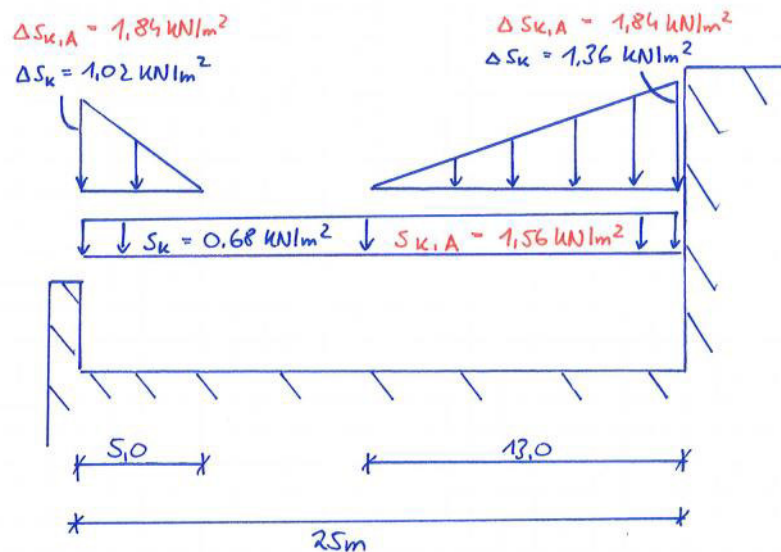 ΔSK,A = 1,84 kN/m²
ΔSK = 1,02 kN/m²
ΔSK,A = 1,84 kN/m²
ΔSK = 1,36 kN/m²
SK = 0,68 kN/m²
SK,A = 1,56 kN/m²
5,0
13,0
25m